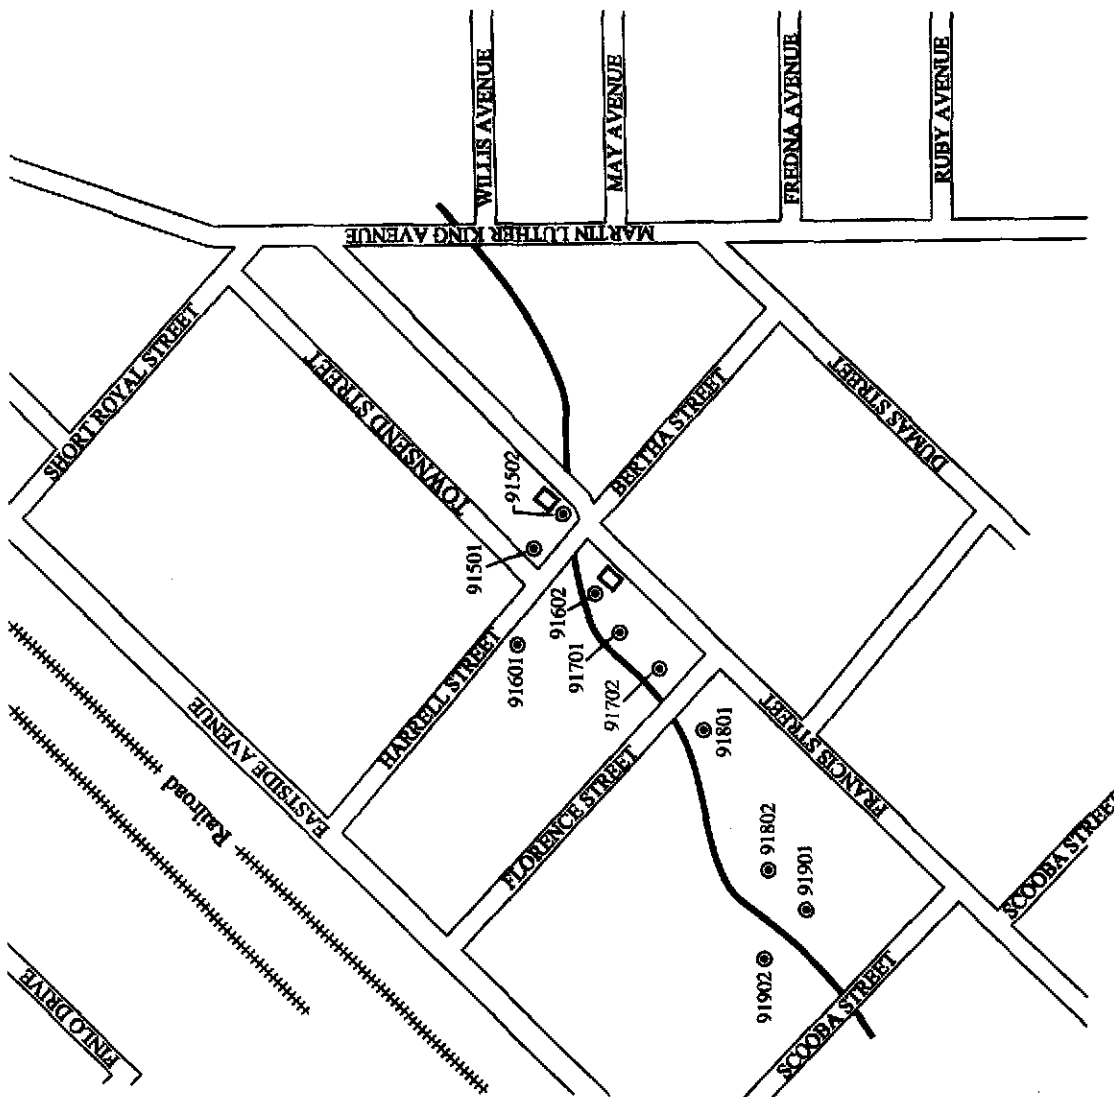 WILLIS AVENUE
MAY AVENUE
FREDNA AVENUE
RUBY AVENUE
MARTIN LUTHER KING AVENUE
SHORT ROYAL STREET
TOWNSEND STREET
BERTHA STREET
DUMAS STREET
91502
91501
91602
91601
91701
91702
HARRELL STREET
EASTSIDE AVENUE
Railroad
FLORENCE STREET
91801
FRANCIS STREET
91802
91901
91902
SCOOBA STREET
SCOOBA STREET
FINLO DRIVE